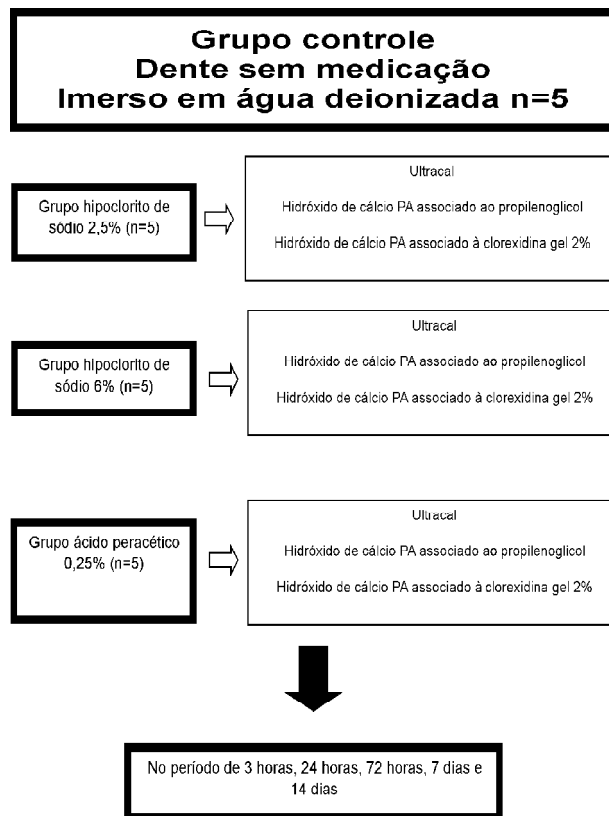 Grupo controle
Dente sem medicação
Imerso em água deionizada n=5
Grupo hipoclorito de
sódio 2,5% (n=5)
Ultracal
Hidróxido de cálcio PA associado ao propilenoglicol
Hidróxido de cálcio PA associado à clorexidina gel 2%
Grupo hipoclorito de
sódio 6% (n=5)
Ultracal
Hidróxido de cálcio PA associado ao propilenoglicol
Hidróxido de cálcio PA associado à clorexidina gel 2%
Grupo ácido peracético
0,25% (n=5)
Ultracal
Hidróxido de cálcio PA associado ao propilenoglicol
Hidróxido de cálcio PA associado à clorexidina gel 2%
No período de 3 horas, 24 horas, 72 horas, 7 dias e
14 dias